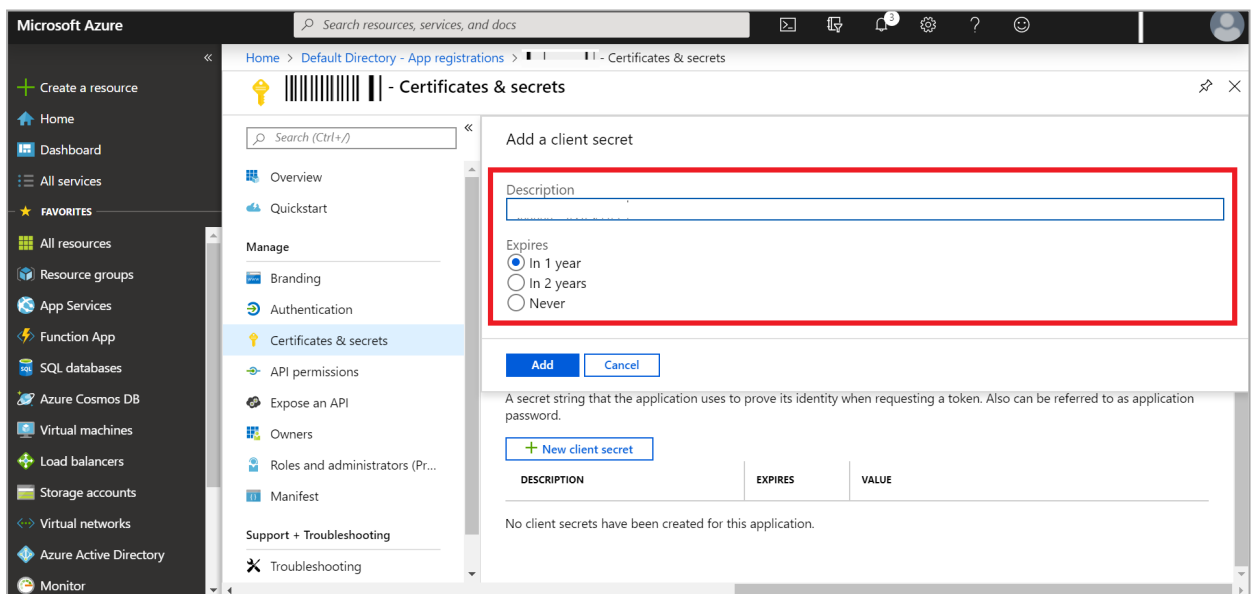 Microsoft Azure
Search resources, services, and docs
3
Home > Default Directory - App registrations > - Certificates & secrets
- Certificates & secrets
Create a resource
Home
Dashboard
All services
FAVORITES
All resources
Resource groups
App Services
Function App
SQL databases
Azure Cosmos DB
Virtual machines
Load balancers
Storage accounts
Virtual networks
Azure Active Directory
Monitor
Search (Ctrl+/)
Overview
Quickstart
Manage
Branding
Authentication
Certificates & secrets
API permissions
Expose an API
Owners
Roles and administrators (Pr...
Manifest
Support + Troubleshooting
Troubleshooting
Add a client secret
Description
Expires
In 1 year
In 2 years
Never
Add Cancel
A secret string that the application uses to prove its identity when requesting a token. Also can be referred to as application
password.
New client secret
DESCRIPTION EXPIRES VALUE
No client secrets have been created for this application.